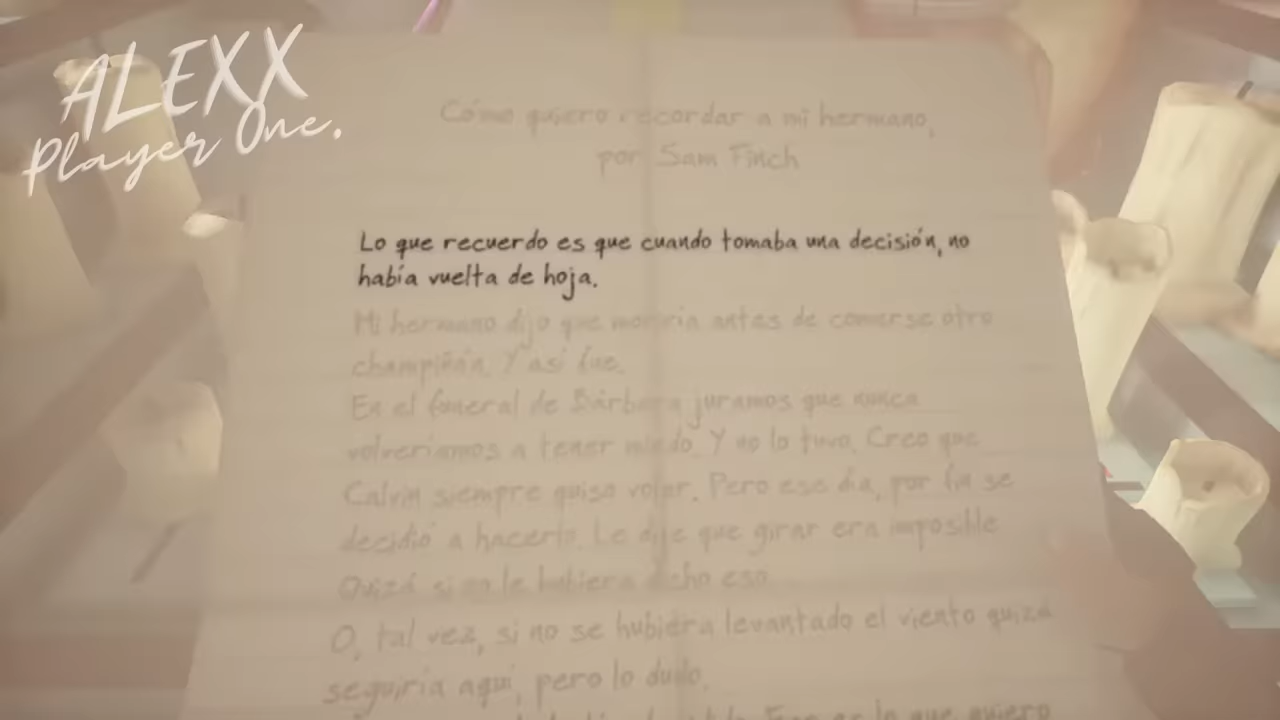 ALEXX
Player One.
Cómo quiero recordar a mi hermano,
por Sam Finch
Lo que recuerdo es que cuando tomaba una decisión, no
había vuelta de hoja.
Mi hermano dijo que moriría antes de comerse otro
champiñón. Y así fue.
En el funeral de Bárbara juramos que nunca
volveríamos a tener miedo. Y no lo tuvo. Creo que
Calvin siempre quiso volar. Pero ese día, por fin se
decidió a hacerlo. Le dije que girar era imposible
Quizá si no le hubiera dicho eso
O, tal vez, si no se hubiera levantado el viento quizá
seguiría aquí, pero lo dudo.
es lo que quiero